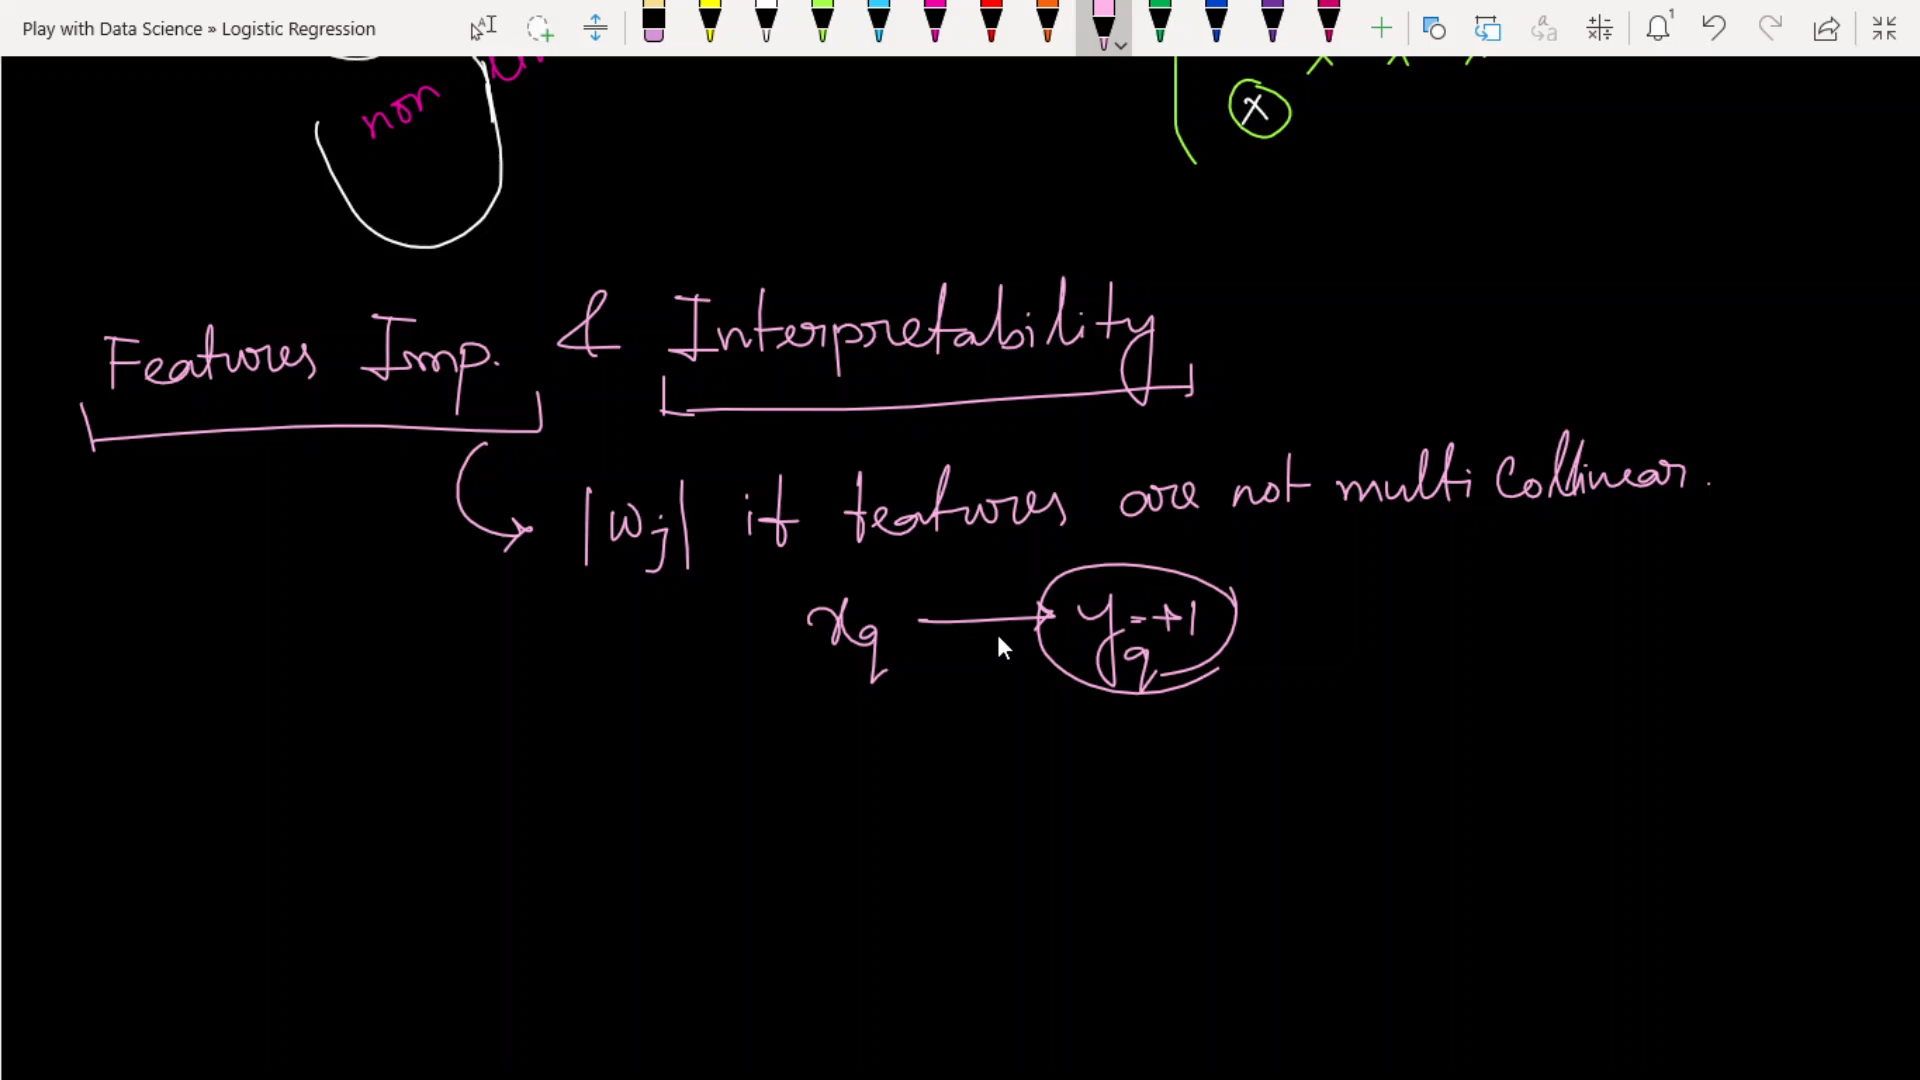 Play with Data Science » Logistic Regression
non
x
Features Imp. & Interpretability
|wj| if features are not multi Collinear.
xq → yq = +1